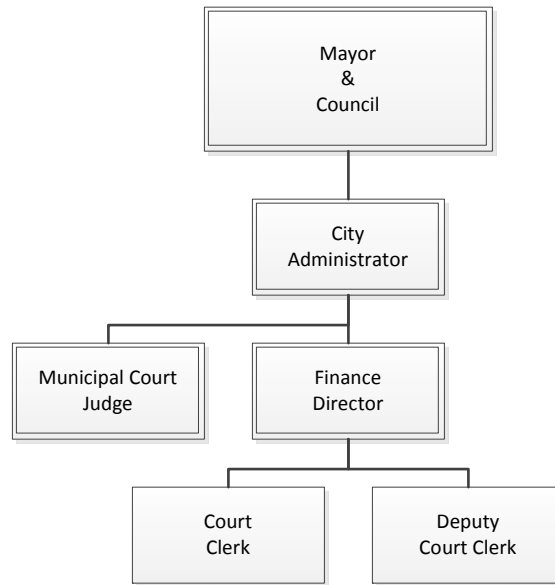 Mayor
&
Council
City
Administrator
Municipal Court
Judge
Finance
Director
Court
Clerk
Deputy
Court Clerk